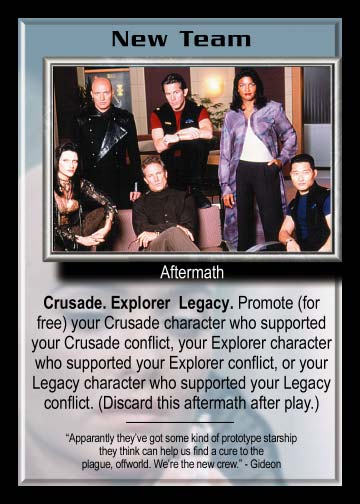 New Team
Aftermath
Crusade. Explorer Legacy. Promote (for
free) your Crusade character who supported
your Crusade conflict, your Explorer character
who supported your Explorer conflict, or your
Legacy character who supported your Legacy
conflict. (Discard this aftermath after play.)
“Apparantly they’ve got some kind of prototype starship
they think can help us find a cure to the
plague, offworld. We’re the new crew.” - Gideon